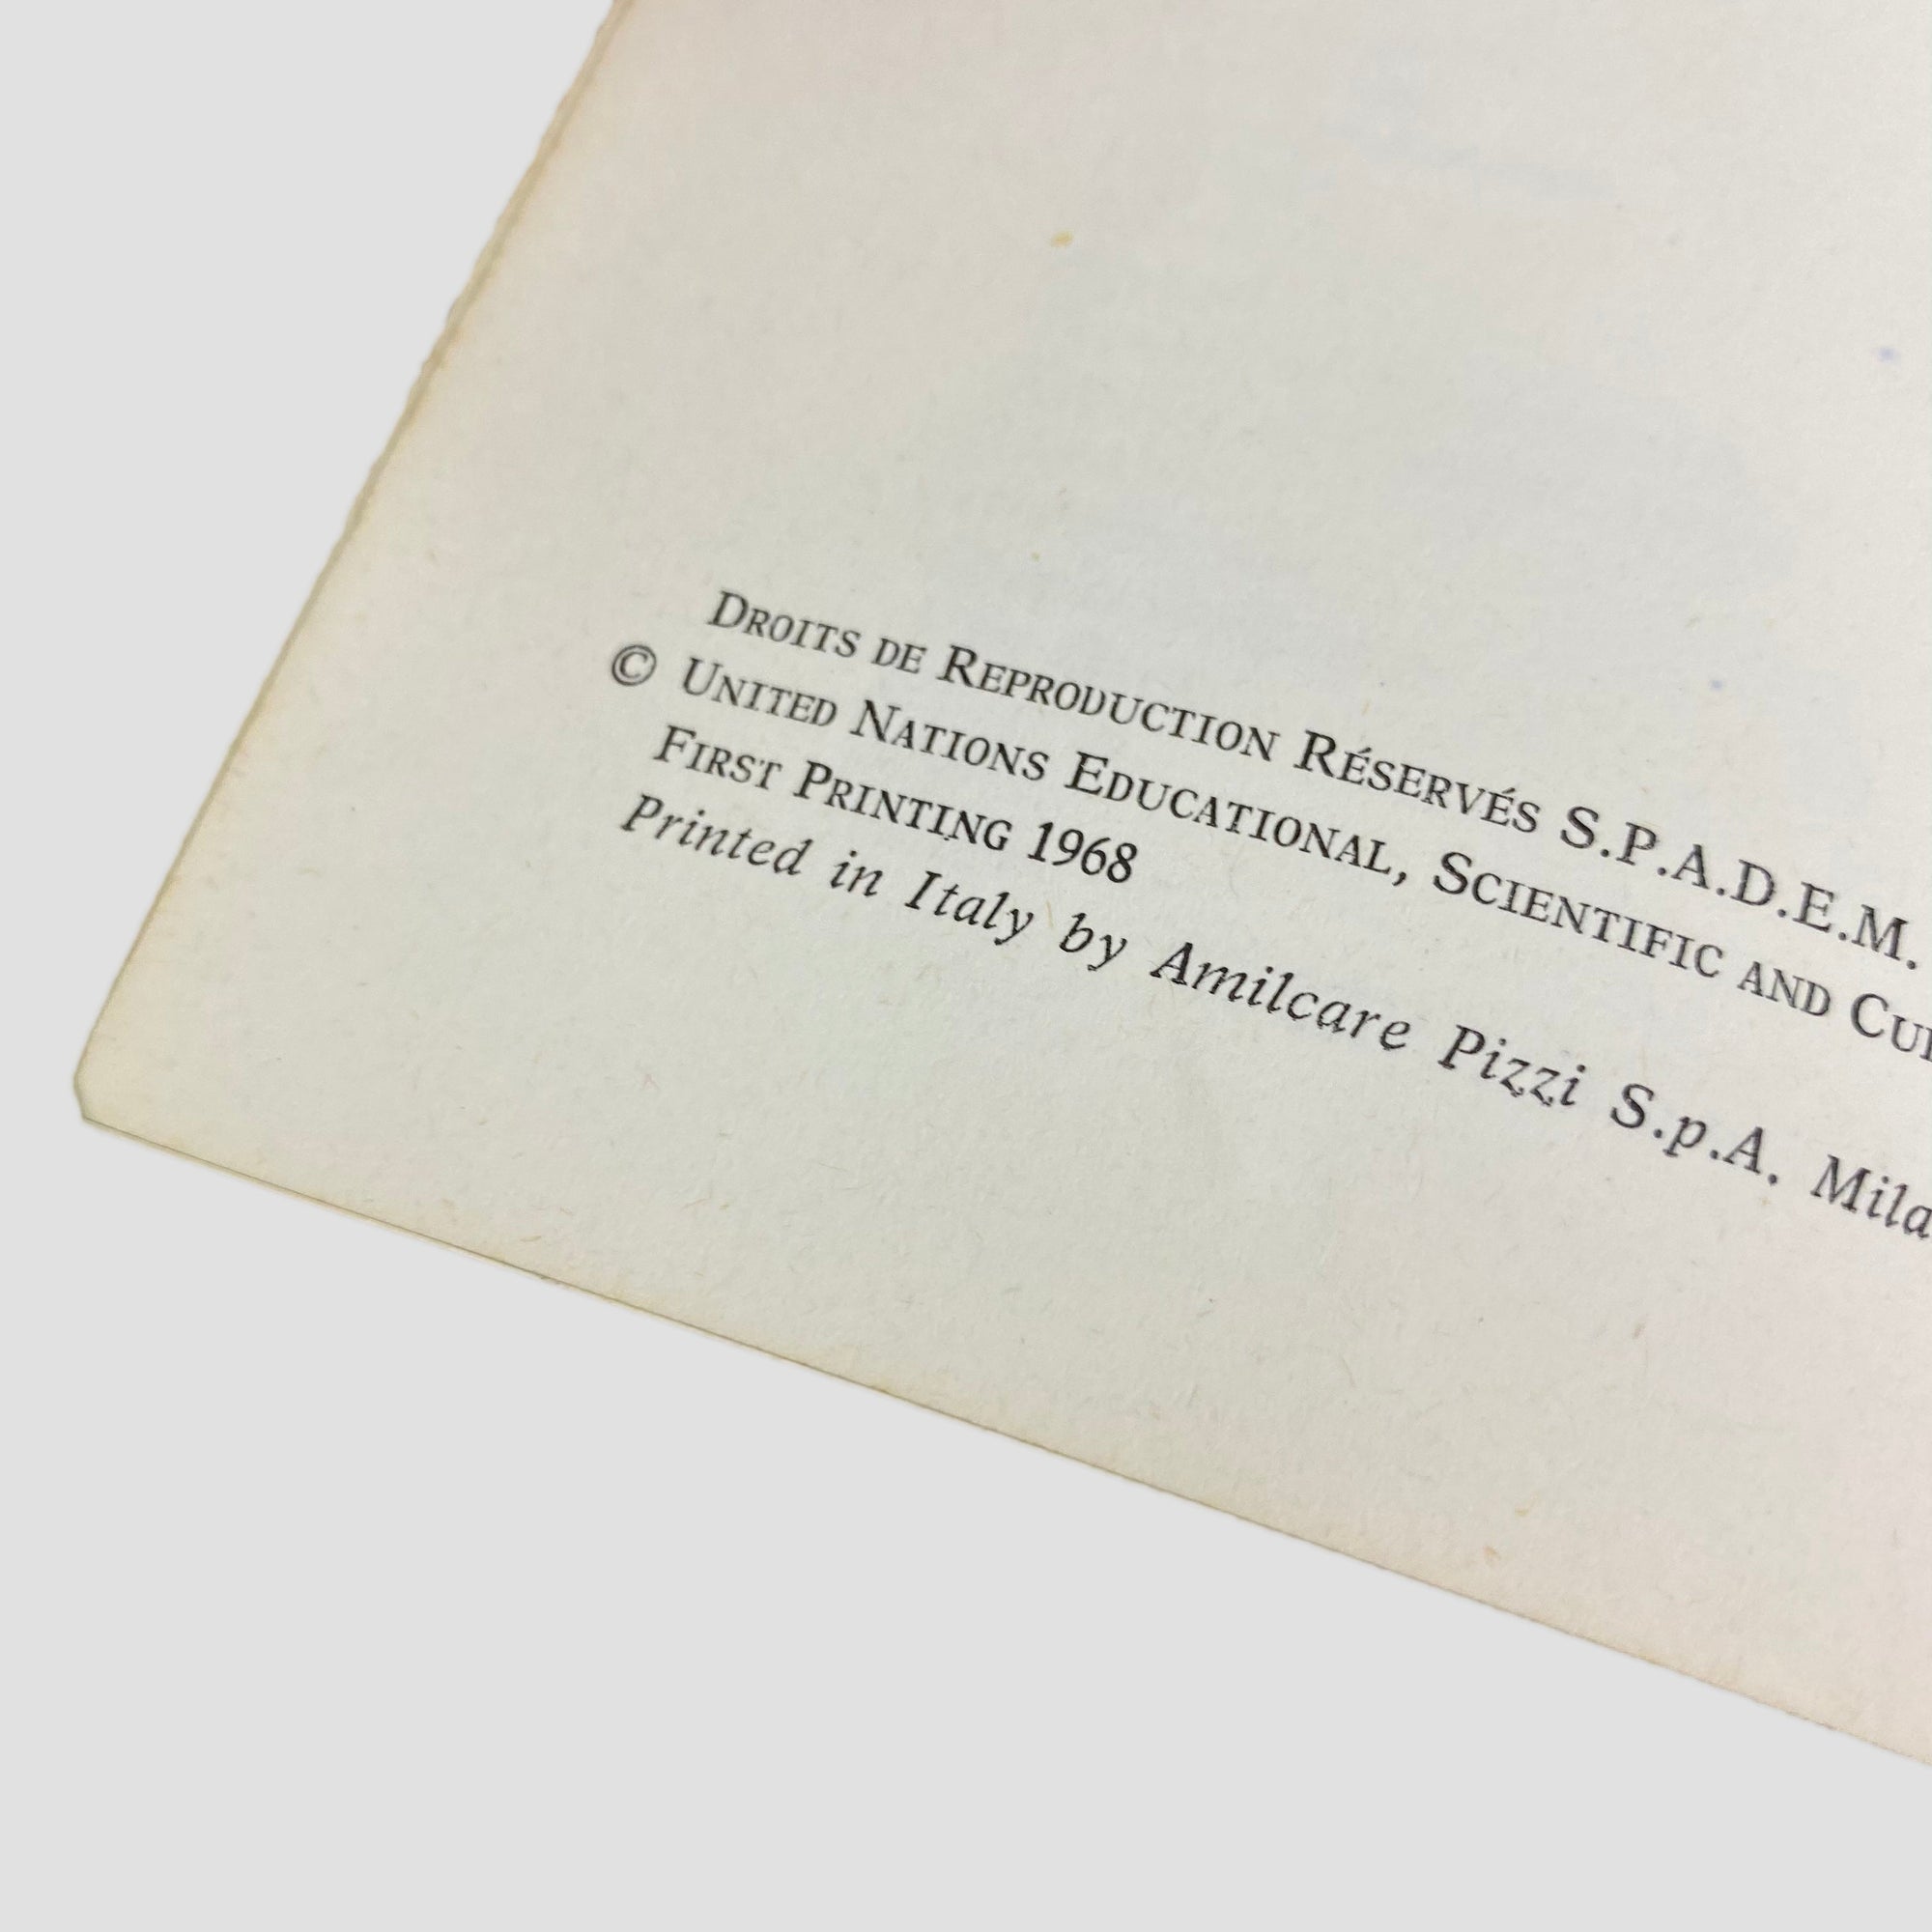 Droits de Reproduction Réservés S.P.A.D.E.M.
© United Nations Educational, Scientific and
First Printing 1968
Printed in Italy by Amilcare Pizzi S.p.A.